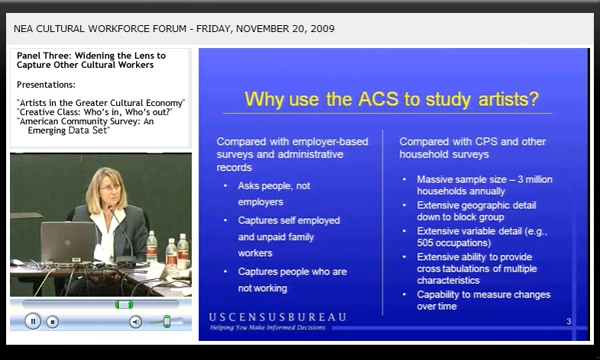 NEA CULTURAL WORKFORCE FORUM - FRIDAY, NOVEMBER 20, 2009
Panel Three: Widening the Lens to
Capture Other Cultural Workers
Presentations:
"Artists in the Greater Cultural Economy"
"Creative Class: Who's in, Who's out?"
"American Community Survey: An
Emerging Data Set"
Why use the ACS to study artists?
Compared with employer-based
surveys and administrative
records
• Asks people, not
employers
• Captures self employed
and unpaid family
workers
• Captures people who are
not working
Compared with CPS and other
household surveys
• Massive sample size – 3 million
households annually
• Extensive geographic detail
down to block group
• Extensive variable detail (e.g.,
505 occupations)
• Extensive ability to provide
cross tabulations of multiple
characteristics
• Capability to measure changes
over time
USCENSUSBUREAU
Helping You Make Informed Decisions
3